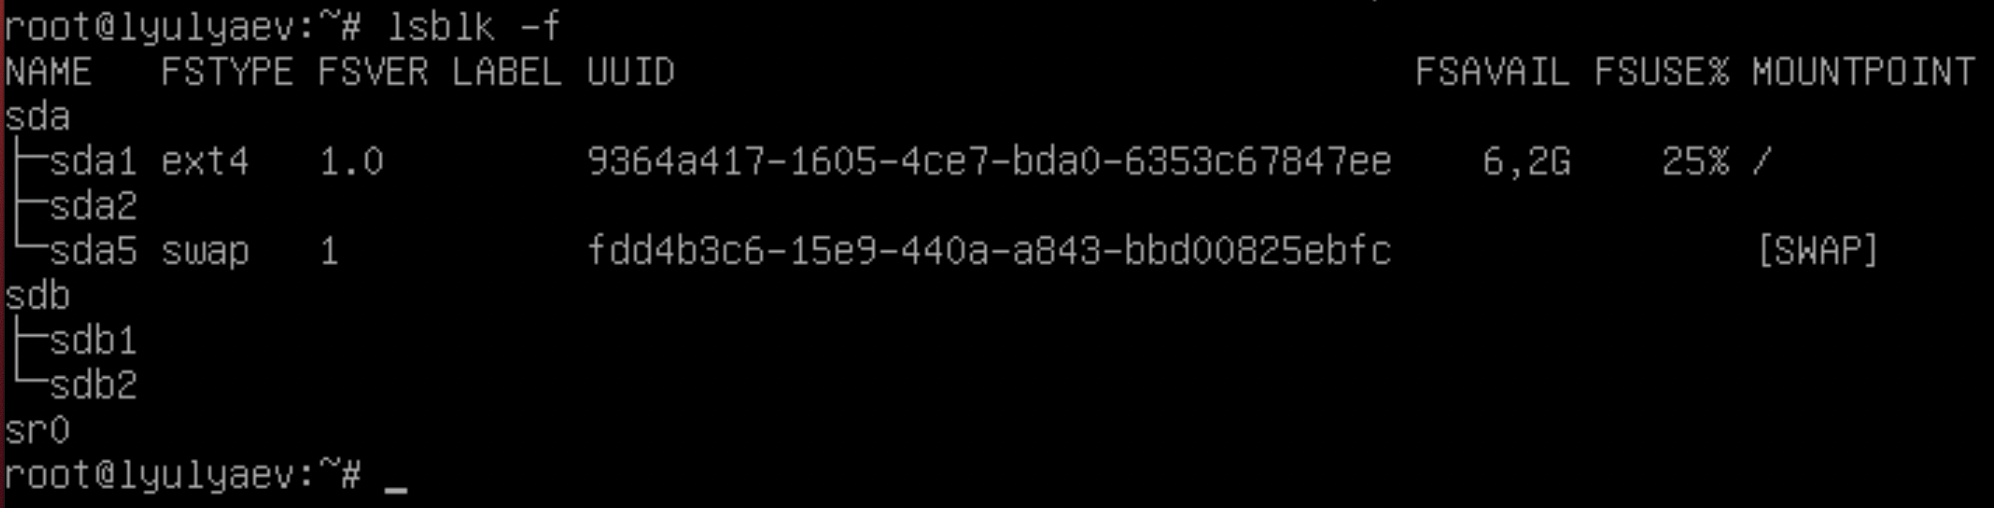 root@lyulyaev:~# lsblk -f
NAME   FSTYPE FSVER LABEL UUID                                 FSAVAIL FSUSE% MOUNTPOINT
sda
├─sda1 ext4   1.0         9364a417-1605-4ce7-bda0-6353c67847ee    6,2G    25% /
├─sda2
└─sda5 swap   1           fdd4b3c6-15e9-440a-a843-bbd00825ebfc                [SWAP]
sdb
├─sdb1
└─sdb2
sr0
root@lyulyaev:~# _